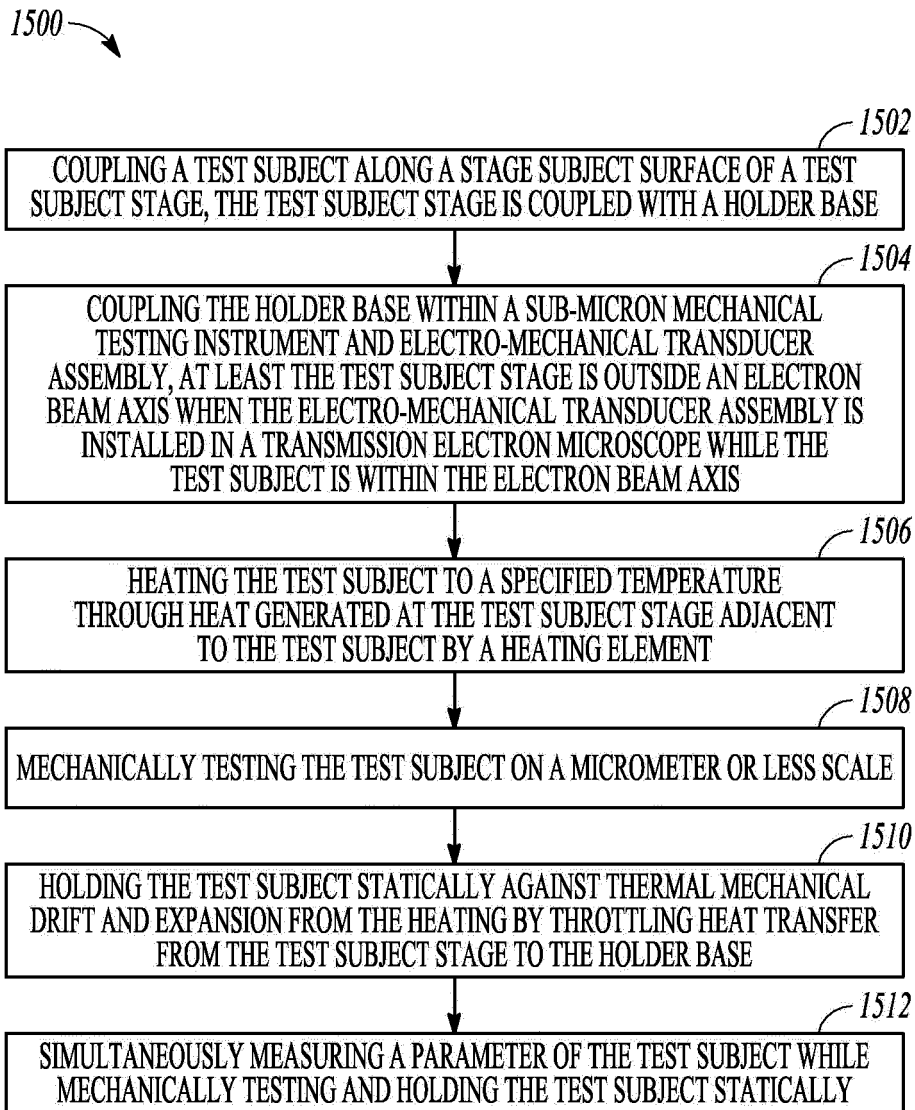 1500
1502
COUPLING A TEST SUBJECT ALONG A STAGE SUBJECT SURFACE OF A TEST
SUBJECT STAGE, THE TEST SUBJECT STAGE IS COUPLED WITH A HOLDER BASE
1504
COUPLING THE HOLDER BASE WITHIN A SUB-MICRON MECHANICAL
TESTING INSTRUMENT AND ELECTRO-MECHANICAL TRANSDUCER
ASSEMBLY, AT LEAST THE TEST SUBJECT STAGE IS OUTSIDE AN ELECTRON
BEAM AXIS WHEN THE ELECTRO-MECHANICAL TRANSDUCER ASSEMBLY IS
INSTALLED IN A TRANSMISSION ELECTRON MICROSCOPE WHILE THE
TEST SUBJECT IS WITHIN THE ELECTRON BEAM AXIS
1506
HEATING THE TEST SUBJECT TO A SPECIFIED TEMPERATURE
THROUGH HEAT GENERATED AT THE TEST SUBJECT STAGE ADJACENT
TO THE TEST SUBJECT BY A HEATING ELEMENT
1508
MECHANICALLY TESTING THE TEST SUBJECT ON A MICROMETER OR LESS SCALE
1510
HOLDING THE TEST SUBJECT STATICALLY AGAINST THERMAL MECHANICAL
DRIFT AND EXPANSION FROM THE HEATING BY THROTTLING HEAT TRANSFER
FROM THE TEST SUBJECT STAGE TO THE HOLDER BASE
1512
SIMULTANEOUSLY MEASURING A PARAMETER OF THE TEST SUBJECT WHILE
MECHANICALLY TESTING AND HOLDING THE TEST SUBJECT STATICALLY